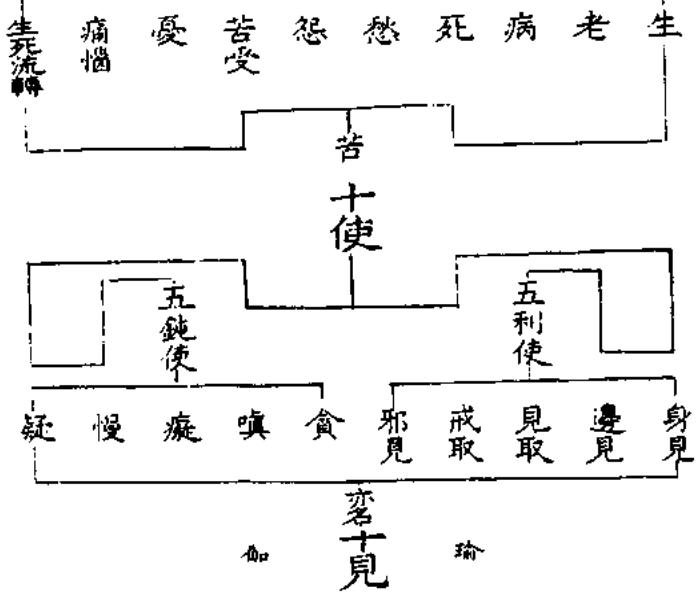 生
老
病
死
愁
怨
苦受
憂
痛惱
生死流轉
苦
十使
五利使
五鈍使
身見
邊見
見取
戒取
邪見
貪
嗔
癡
慢
疑
亦名十見
瑜
伽